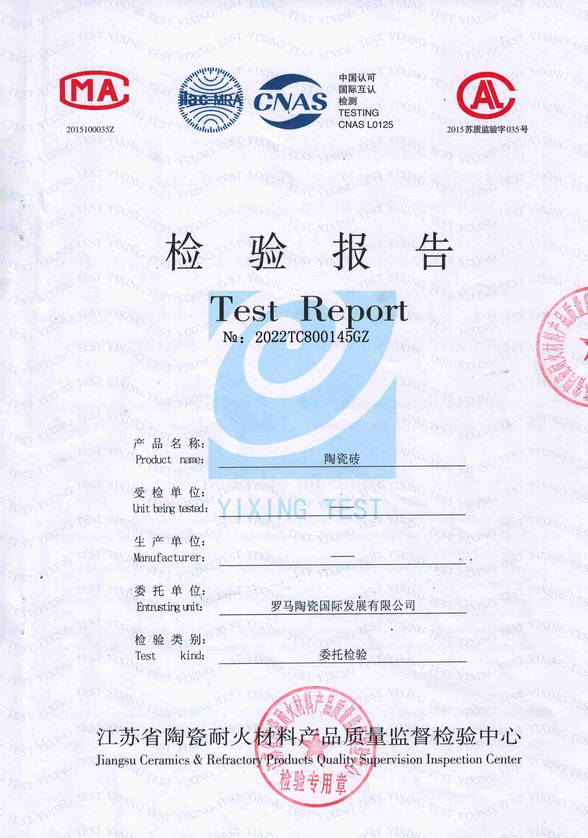 MA
2015100035Z
ilac-MRA
CNAS
中国认可
国际互认
检测
TESTING
CNAS L0125
CAL
2015苏质监验字035号
检验报告
Test Report
№：2022TC800145GZ
产品名称：
Product name：
陶瓷砖
受检单位：
Unit being tested：
——
YIXING TEST
生产单位：
Manufacturer：
——
委托单位：
Entrusting unit：
罗马陶瓷国际发展有限公司
检验类别：
Test kind：
委托检验
江苏省陶瓷耐火材料产品质量监督检验中心
Jiangsu Ceramics & Refractory Products Quality Supervision Inspection Center
检验专用章